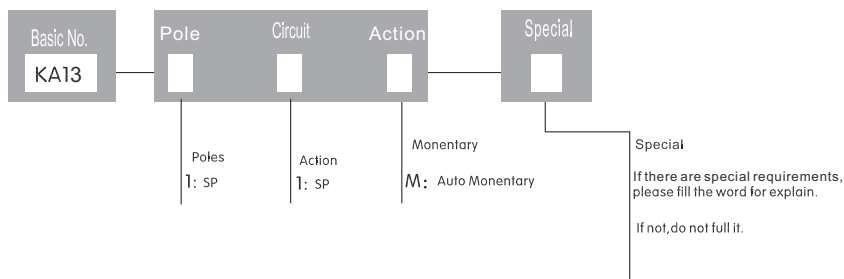 Basic No.
KA13
Pole
Circuit
Action
Special
Poles
1: SP
Action
1: SP
Monentary
M: Auto Monentary
Special
If there are special requirements,
please fill the word for explain.
If not,do not full it.